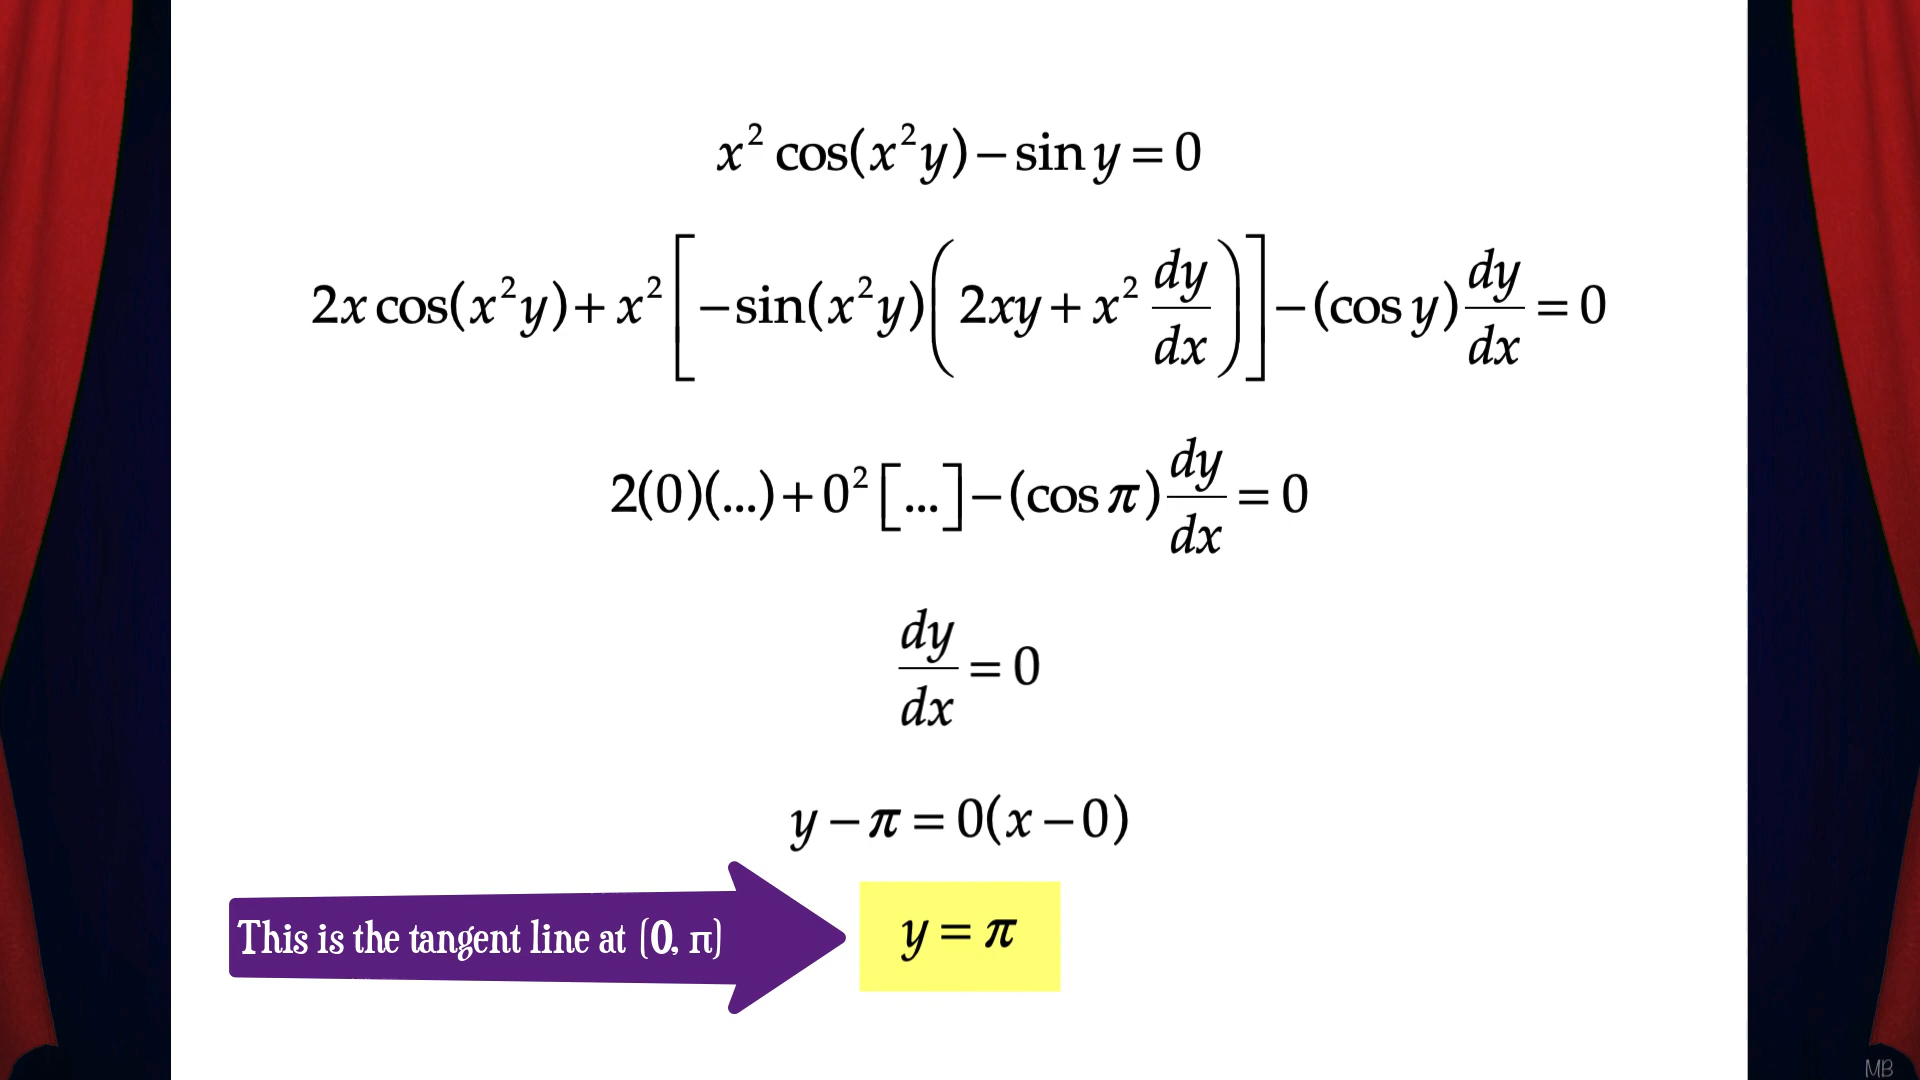 x² cos(x²y) − sin y = 0
2x cos(x²y) + x² [ −sin(x²y) ( 2xy + x² dy/dx ) ] − (cos y) dy/dx = 0
2(0)(...) + 0² [...] − (cos π) dy/dx = 0
dy/dx = 0
y − π = 0(x − 0)
This is the tangent line at (0, π)
y = π
MB